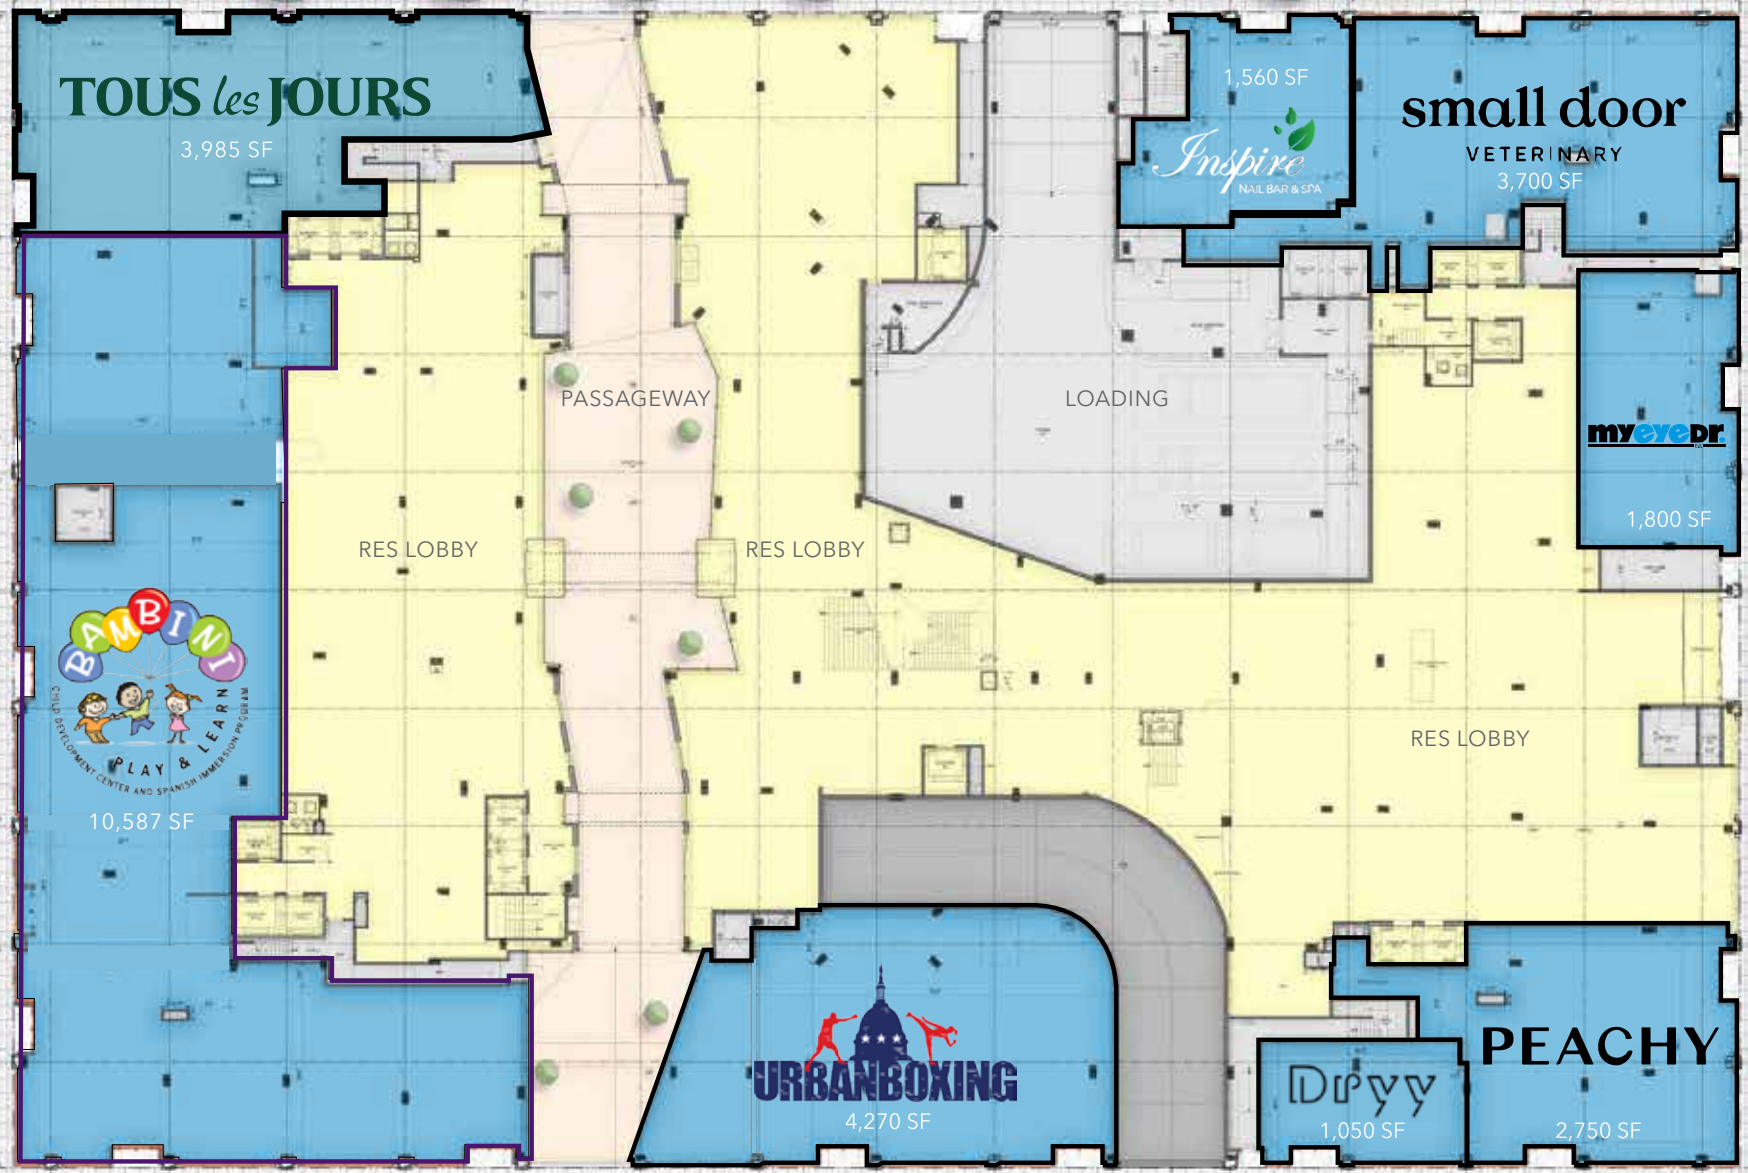 TOUS les JOURS
3,985 SF
1,560 SF
Inspire
NAIL BAR & SPA
small door
VETERINARY
3,700 SF
PASSAGEWAY
LOADING
myeyeDr.
1,800 SF
RES LOBBY
RES LOBBY
BAMBINI
PLAY & LEARN
CHILD DEVELOPMENT CENTER AND SPANISH IMMERSION PROGRAM
10,587 SF
RES LOBBY
URBANBOXING
4,270 SF
Dryy
1,050 SF
PEACHY
2,750 SF